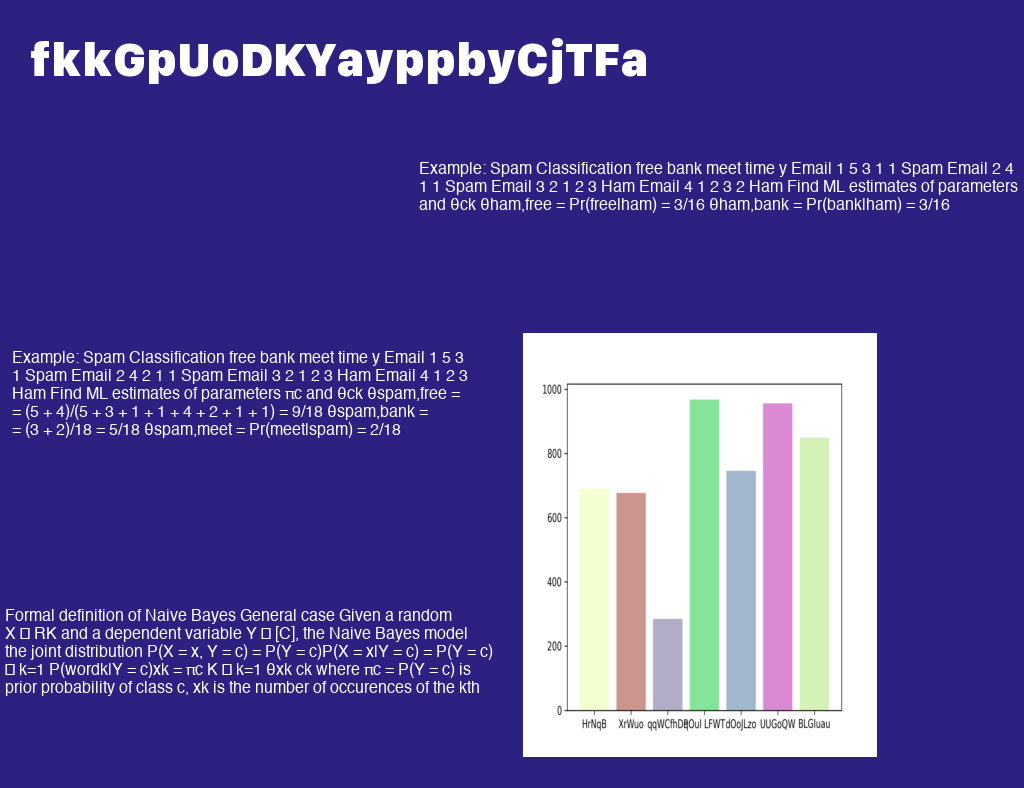 fkkGpUoDKYayppbyCjTFa
Example: Spam Classification free bank meet time y Email 1 5 3 1 1 Spam Email 2 4
1 1 Spam Email 3 2 1 2 3 Ham Email 4 1 2 3 2 Ham Find ML estimates of parameters
and θck θham,free = Pr(free|ham) = 3/16 θham,bank = Pr(bank|ham) = 3/16
Example: Spam Classification free bank meet time y Email 1 5 3
1 Spam Email 2 4 2 1 1 Spam Email 3 2 1 2 3 Ham Email 4 1 2 3
Ham Find ML estimates of parameters πc and θck θspam,free =
= (5 + 4)/(5 + 3 + 1 + 1 + 4 + 2 + 1 + 1) = 9/18 θspam,bank =
= (3 + 2)/18 = 5/18 θspam,meet = Pr(meet|spam) = 2/18
1000
800
600
400
200
0
HrNqB XrWuo LFWT dOoJLzo UUGoQW BLGIuau
Formal definition of Naive Bayes General case Given a random
X RK and a dependent variable Y [C], the Naive Bayes model
the joint distribution P(X = x, Y = c) = P(Y = c)P(X = x|Y = c) = P(Y = c)
k=1 P(wordk|Y = c)xk = πc K k=1 θxk ck where πc = P(Y = c) is
prior probability of class c, xk is the number of occurences of the kth